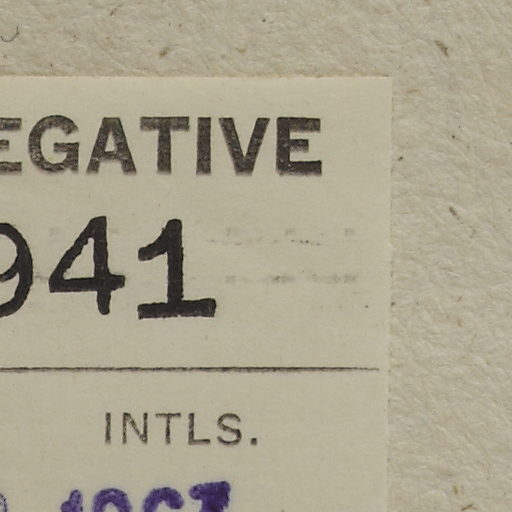 EGATIVE
941
INTLS.